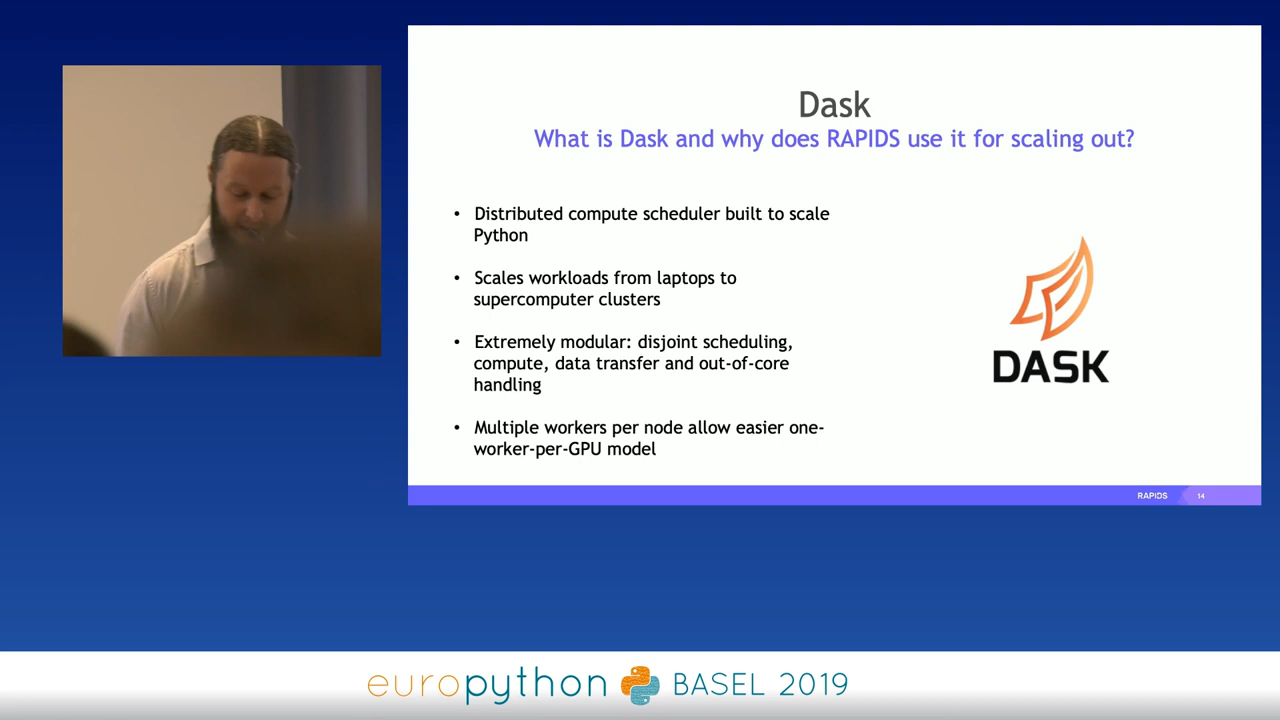 Dask
What is Dask and why does RAPIDS use it for scaling out?
• Distributed compute scheduler built to scale
Python
• Scales workloads from laptops to
supercomputer clusters
• Extremely modular: disjoint scheduling,
compute, data transfer and out-of-core
handling
• Multiple workers per node allow easier one-
worker-per-GPU model
DASK
RAPIDS 14
europython BASEL 2019